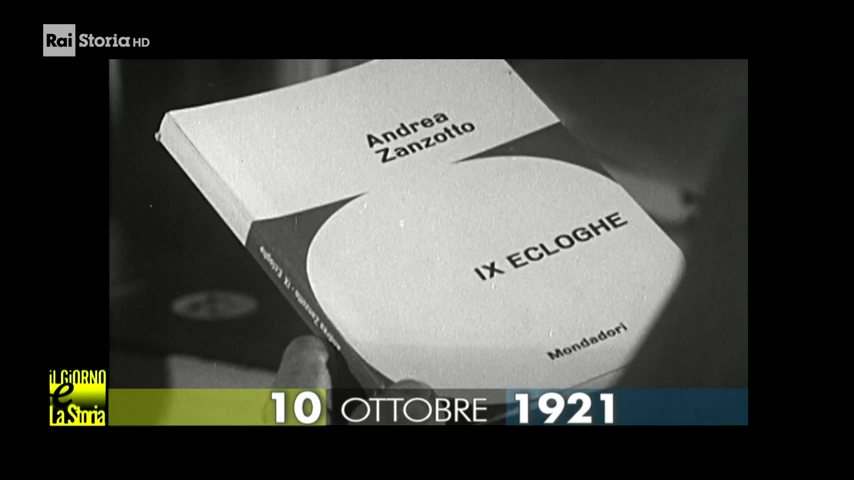 Rai Storia HD
Andrea
Zanzotto
IX ECLOGHE
Mondadori
Andrea Zanzotto - IX Ecloghe
iL GiORNO
e
La Storia
10 OTTOBRE 1921